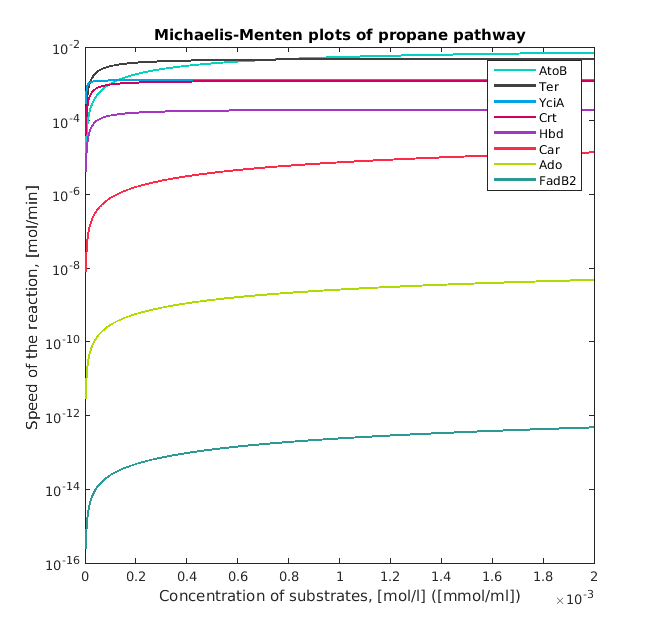 Michaelis-Menten plots of propane pathway
10^-2
10^-4
10^-6
10^-8
10^-10
10^-12
10^-14
10^-16
Speed of the reaction, [mol/min]
AtoB
Ter
YciA
Crt
Hbd
Car
Ado
FadB2
0 0.2 0.4 0.6 0.8 1 1.2 1.4 1.6 1.8 2
Concentration of substrates, [mol/l] ([mmol/ml])
×10^-3